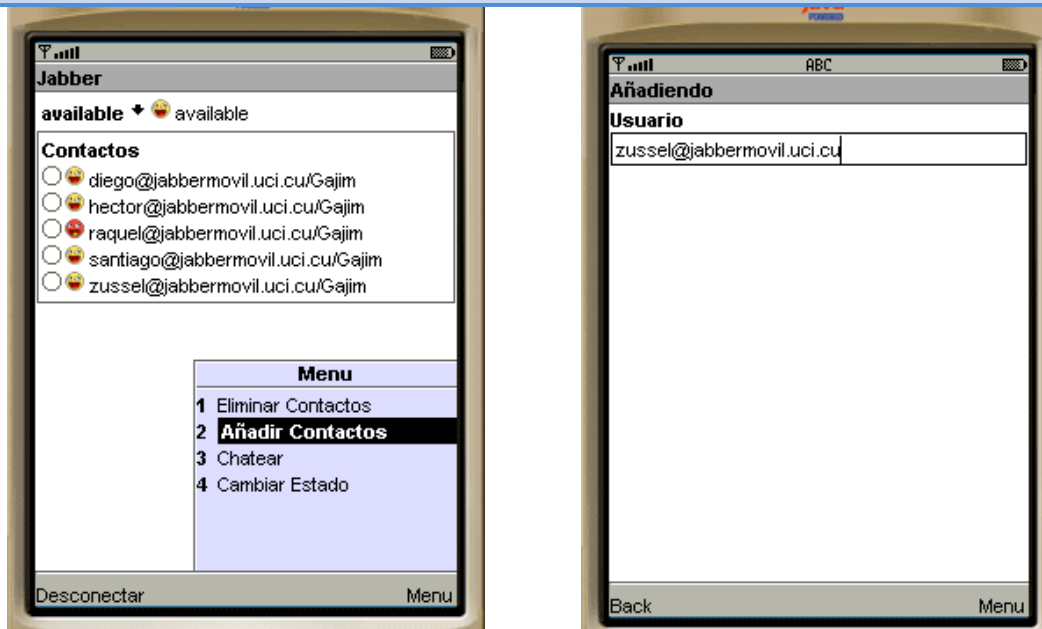 Jabber
available available
Contactos
diego@jabbermovil.uci.cu/Gajim
hector@jabbermovil.uci.cu/Gajim
raquel@jabbermovil.uci.cu/Gajim
santiago@jabbermovil.uci.cu/Gajim
zussel@jabbermovil.uci.cu/Gajim
Menu
1 Eliminar Contactos
2 Añadir Contactos
3 Chatear
4 Cambiar Estado
Desconectar Menu
POWERED
ABC
Añadiendo
Usuario
zussel@jabbermovil.uci.cu
Back Menu